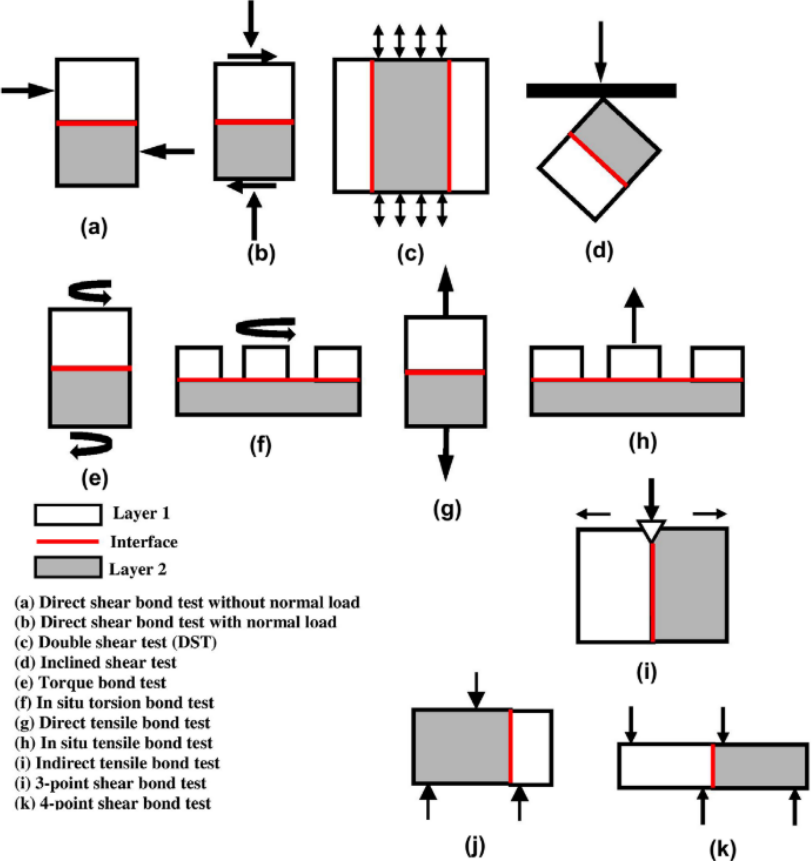 (a)
(b)
(c)
(d)
(e)
(f)
(g)
(h)
Layer 1
Interface
Layer 2
(a) Direct shear bond test without normal load
(b) Direct shear bond test with normal load
(c) Double shear test (DST)
(d) Inclined shear test
(e) Torque bond test
(f) In situ torsion bond test
(g) Direct tensile bond test
(h) In situ tensile bond test
(i) Indirect tensile bond test
(i) 3-point shear bond test
(k) 4-point shear bond test
(i)
(j)
(k)